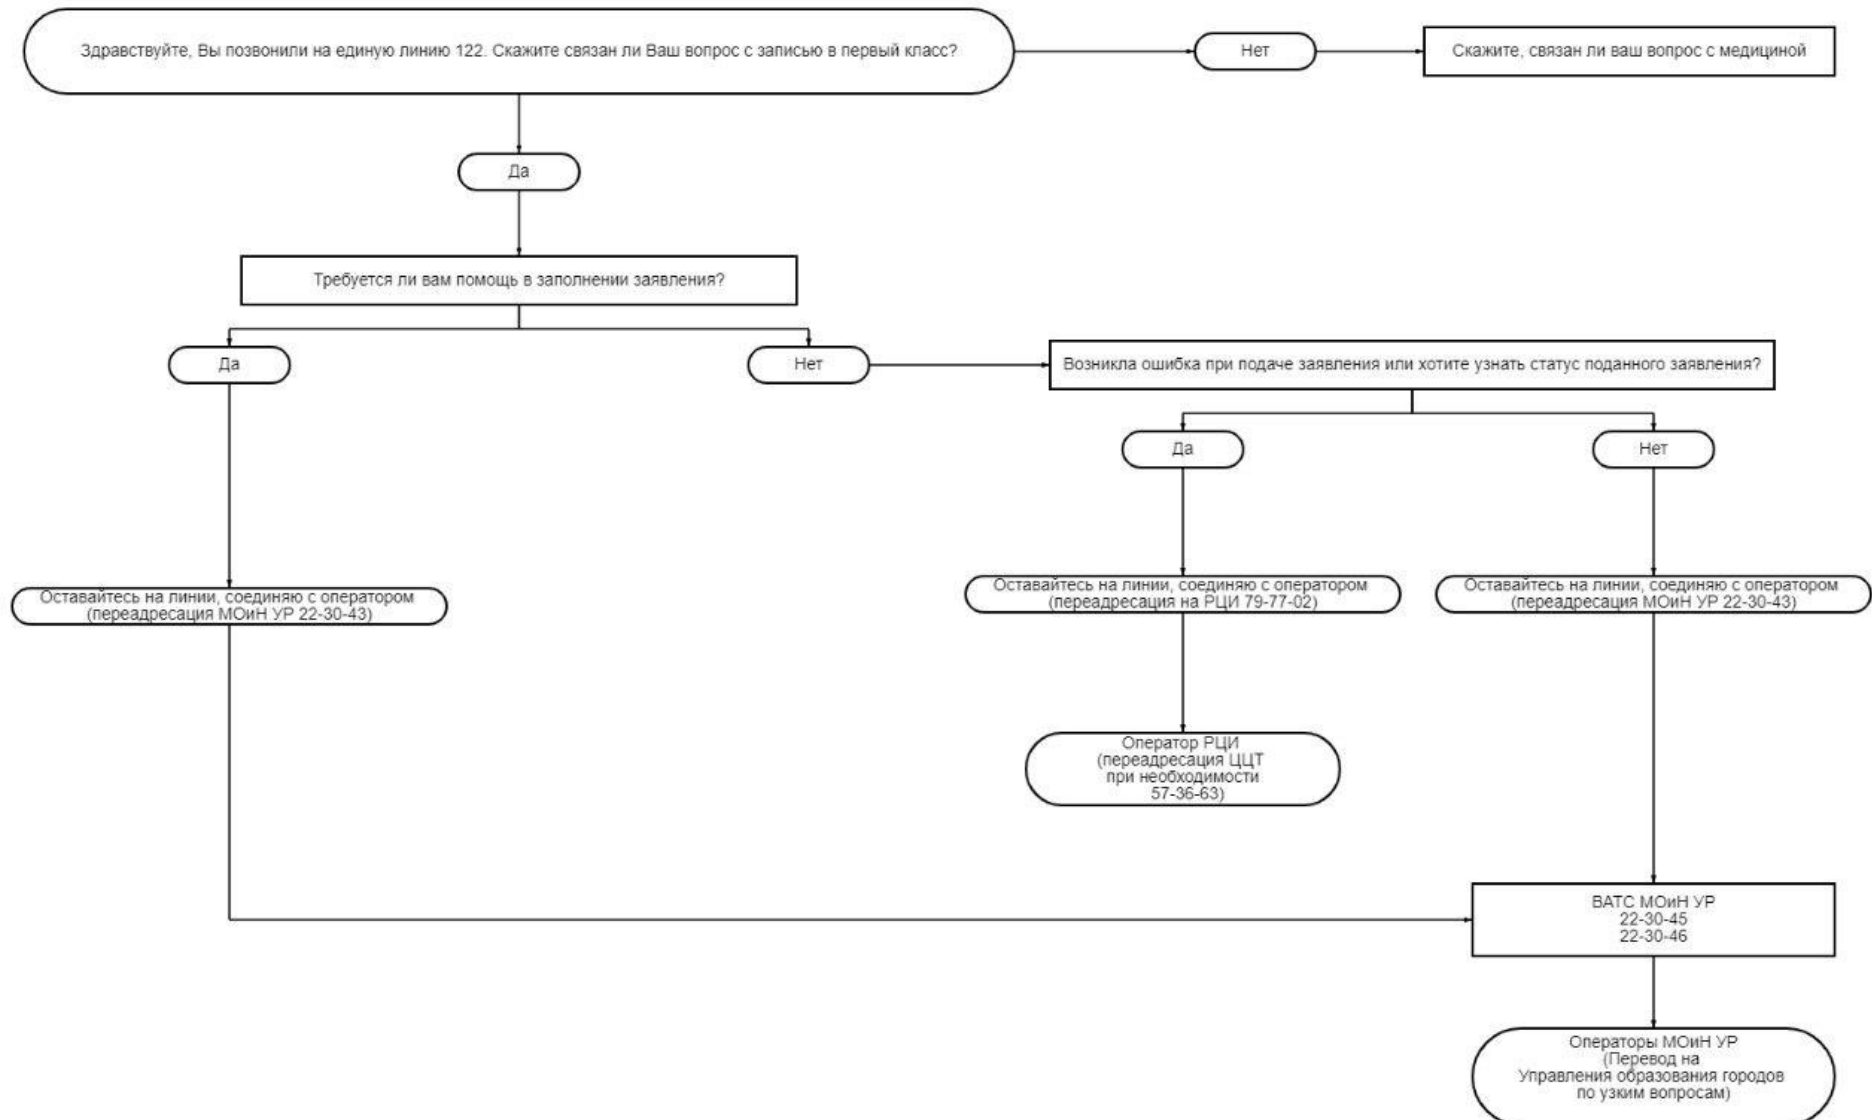 Здравствуйте, Вы позвонили на единую линию 122. Скажите связан ли Ваш вопрос с записью в первый класс?
Нет
Скажите, связан ли ваш вопрос с медициной
Да
Требуется ли вам помощь в заполнении заявления?
Да
Нет
Возникла ошибка при подаче заявления или хотите узнать статус поданного заявления?
Да
Нет
Оставайтесь на линии, соединяю с оператором
(переадресация МОиН УР 22-30-43)
Оставайтесь на линии, соединяю с оператором
(переадресация на РЦИ 79-77-02)
Оставайтесь на линии, соединяю с оператором
(переадресация МОиН УР 22-30-43)
Оператор РЦИ
(переадресация ЦЦТ
при необходимости
57-36-63)
ВАТС МОиН УР
22-30-45
22-30-46
Операторы МОиН УР
(Перевод на
Управления образования городов
по узким вопросам)